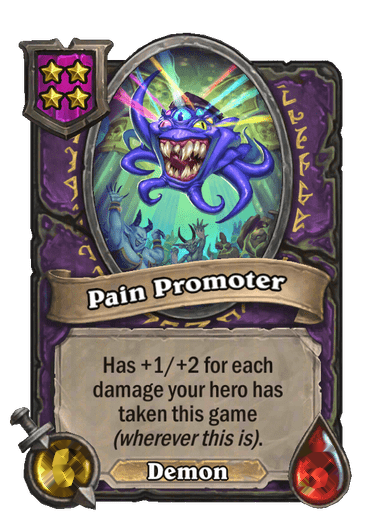 Pain Promoter
Has +1/+2 for each
damage your hero has
taken this game
(wherever this is).
Demon